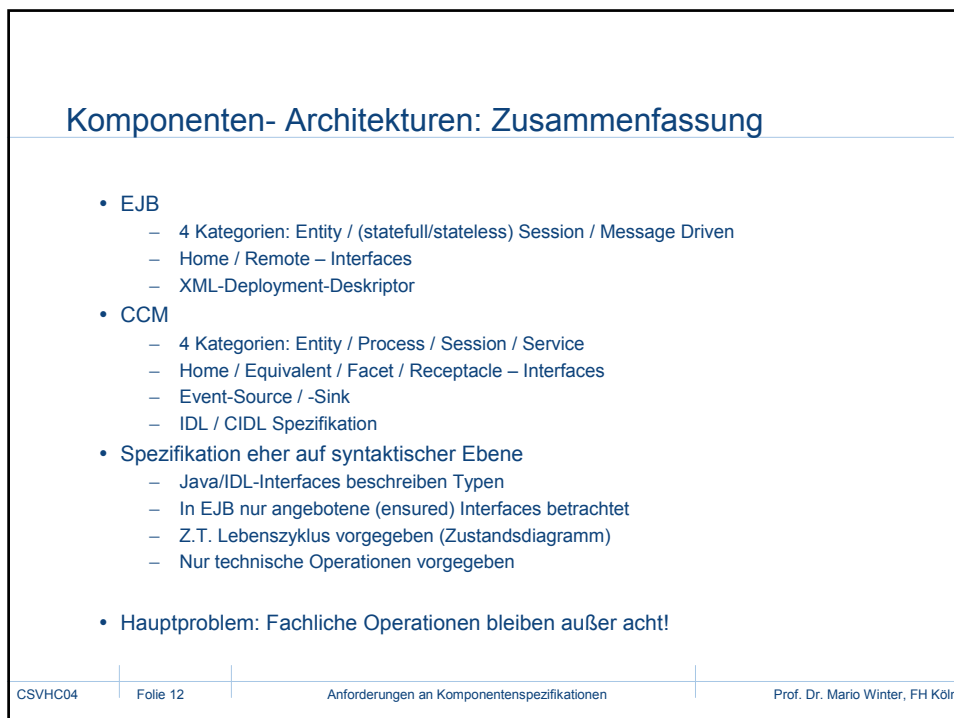 Komponenten- Architekturen: Zusammenfassung
• EJB
– 4 Kategorien: Entity / (statefull/stateless) Session / Message Driven
– Home / Remote – Interfaces
– XML-Deployment-Deskriptor
• CCM
– 4 Kategorien: Entity / Process / Session / Service
– Home / Equivalent / Facet / Receptacle – Interfaces
– Event-Source / -Sink
– IDL / CIDL Spezifikation
• Spezifikation eher auf syntaktischer Ebene
– Java/IDL-Interfaces beschreiben Typen
– In EJB nur angebotene (ensured) Interfaces betrachtet
– Z.T. Lebenszyklus vorgegeben (Zustandsdiagramm)
– Nur technische Operationen vorgegeben
• Hauptproblem: Fachliche Operationen bleiben außer acht!
CSVHC04 Folie 12 Anforderungen an Komponentenspezifikationen Prof. Dr. Mario Winter, FH Köln